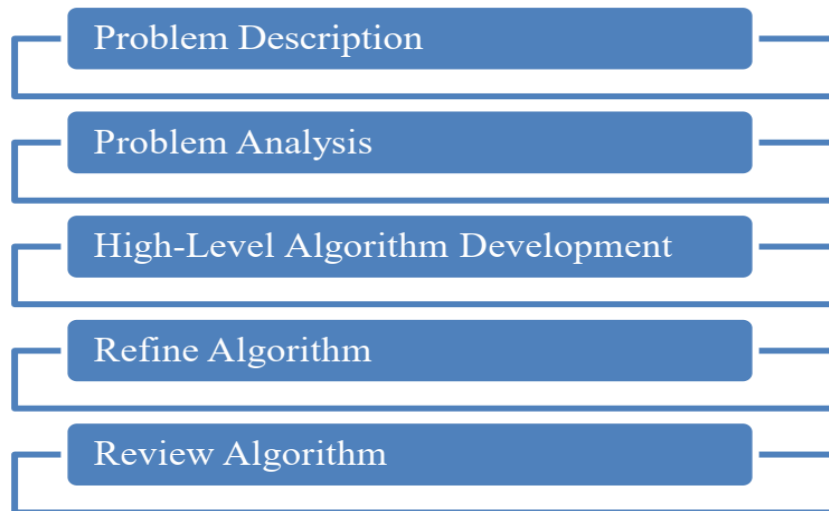 Problem Description
Problem Analysis
High-Level Algorithm Development
Refine Algorithm
Review Algorithm